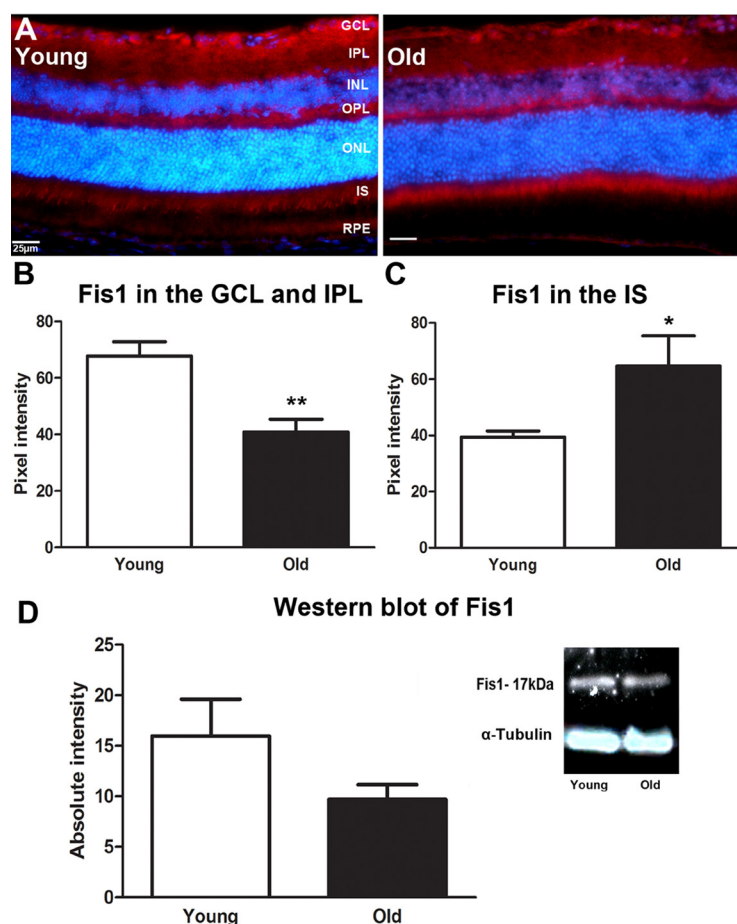 A
Young
GCL
IPL
INL
OPL
ONL
IS
RPE
25μm
Old
B
Fis1 in the GCL and IPL
80
60
40
20
0
Pixel intensity
**
Young
Old
C
Fis1 in the IS
80
60
40
20
0
Pixel intensity
*
Young
Old
D
Western blot of Fis1
25
20
15
10
5
0
Absolute intensity
Young
Old
Fis1- 17kDa
α-Tubulin
Young
Old